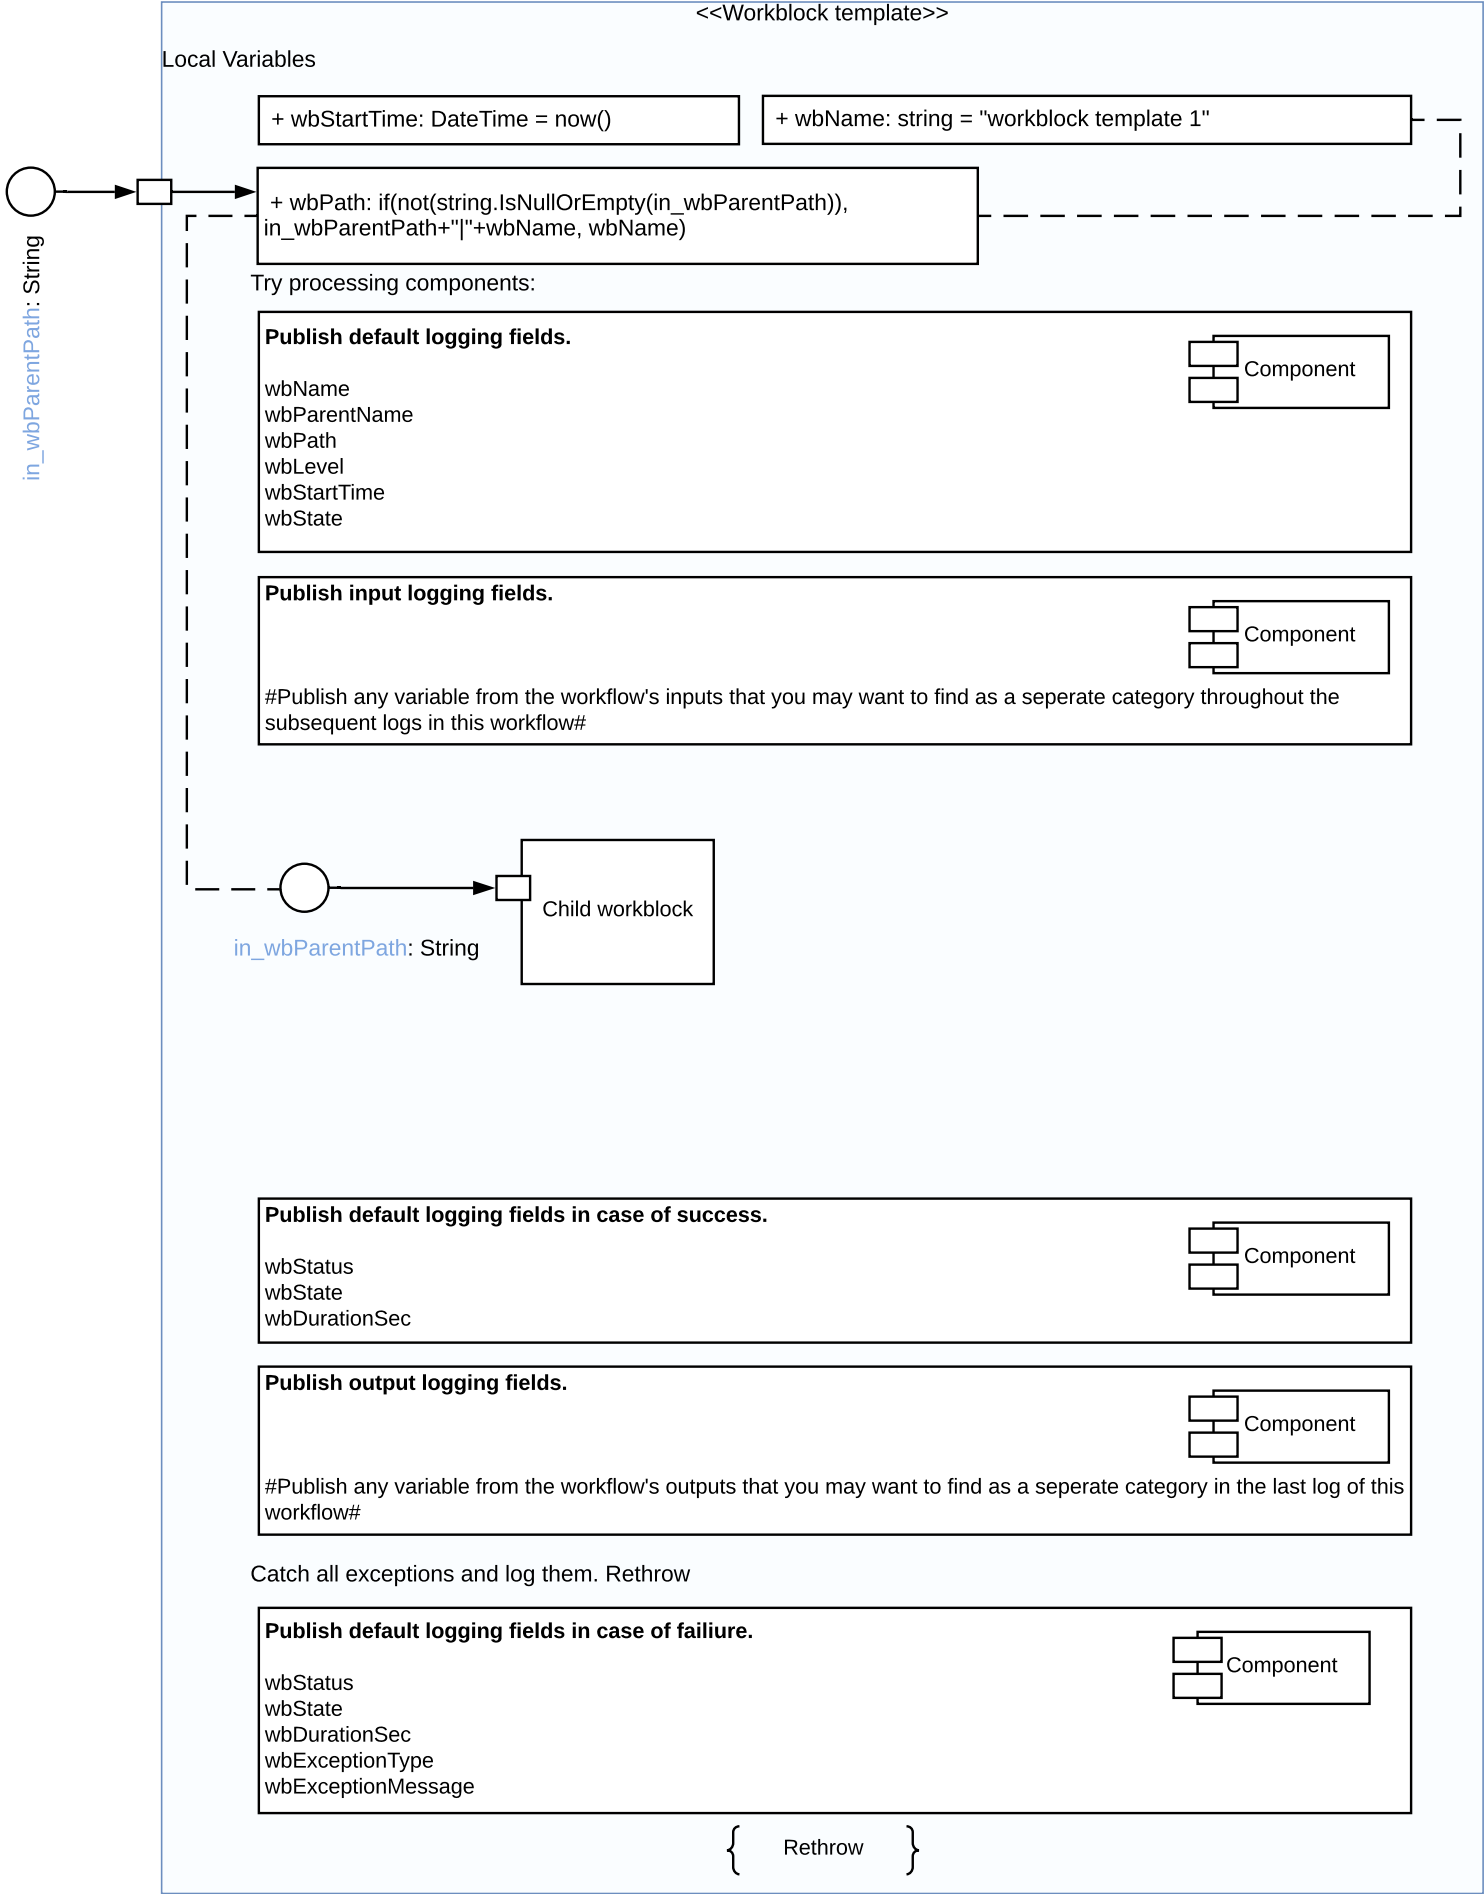 <<Workblock template>>
Local Variables
+ wbStartTime: DateTime = now()
+ wbName: string = "workblock template 1"
+ wbPath: if(not(string.IsNullOrEmpty(in_wbParentPath)),
in_wbParentPath+"|"+wbName, wbName)
in_wbParentPath: String
Try processing components:
Publish default logging fields.
Component
wbName
wbParentName
wbPath
wbLevel
wbStartTime
wbState
Publish input logging fields.
Component
#Publish any variable from the workflow's inputs that you may want to find as a seperate category throughout the
subsequent logs in this workflow#
Child workblock
in_wbParentPath: String
Publish default logging fields in case of success.
Component
wbStatus
wbState
wbDurationSec
Publish output logging fields.
Component
#Publish any variable from the workflow's outputs that you may want to find as a seperate category in the last log of this
workflow#
Catch all exceptions and log them. Rethrow
Publish default logging fields in case of failiure.
Component
wbStatus
wbState
wbDurationSec
wbExceptionType
wbExceptionMessage
{ Rethrow }